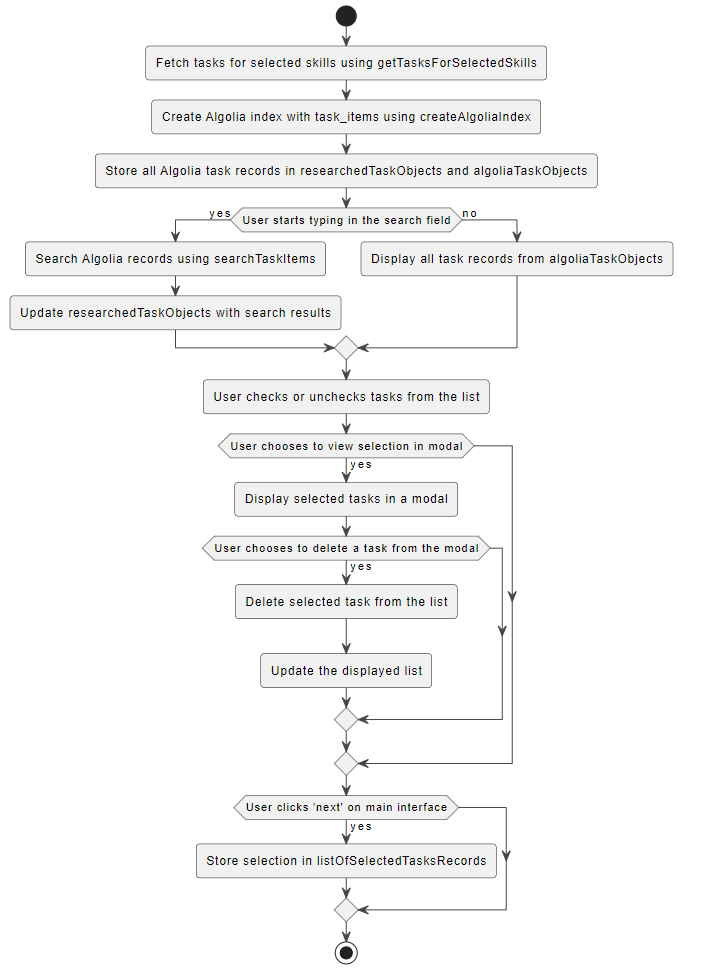 Fetch tasks for selected skills using getTasksForSelectedSkills
Create Algolia index with task_items using createAlgoliaIndex
Store all Algolia task records in researchedTaskObjects and algoliaTaskObjects
yes
User starts typing in the search field
no
Search Algolia records using searchTaskItems
Display all task records from algoliaTaskObjects
Update researchedTaskObjects with search results
User checks or unchecks tasks from the list
User chooses to view selection in modal
yes
Display selected tasks in a modal
User chooses to delete a task from the modal
yes
Delete selected task from the list
Update the displayed list
User clicks 'next' on main interface
yes
Store selection in listOfSelectedTasksRecords